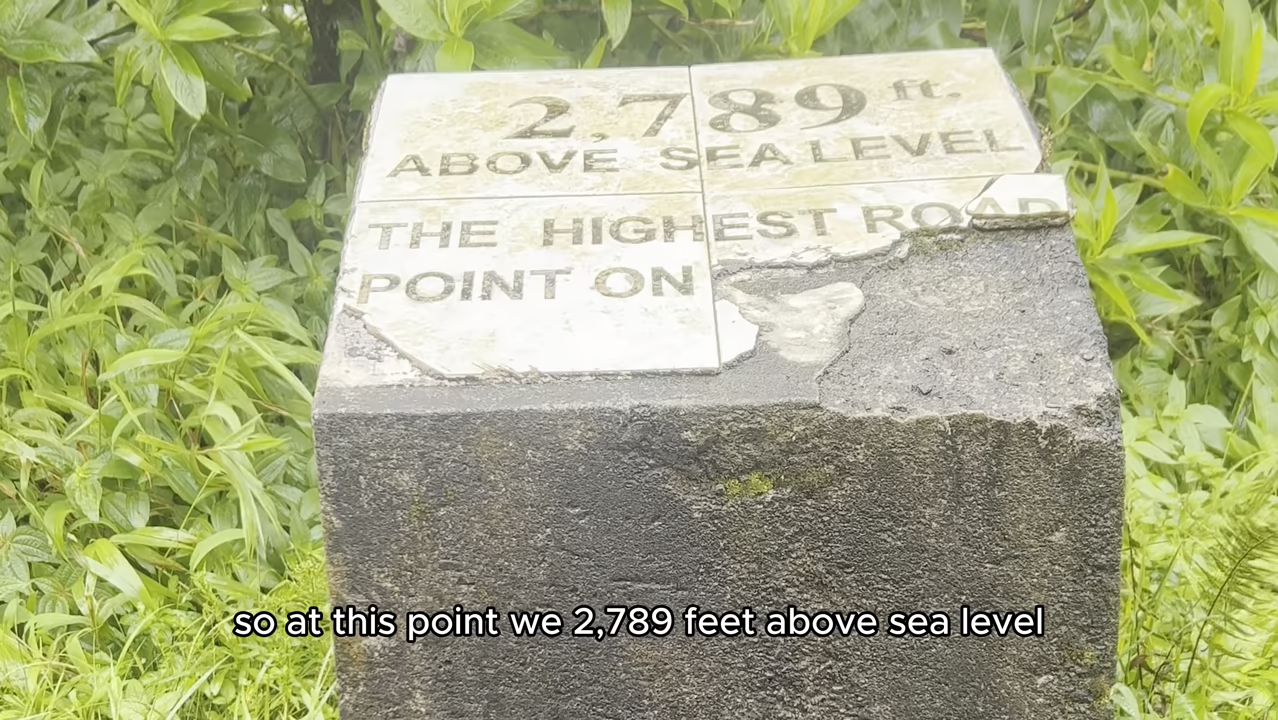 2,789 ft.
ABOVE SEA LEVEL
THE HIGHEST ROAD
POINT ON
so at this point we 2,789 feet above sea level